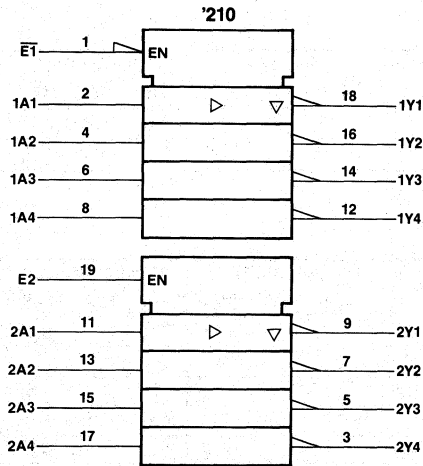 '210
E1 1 EN
1A1 2 18 1Y1
1A2 4 16 1Y2
1A3 6 14 1Y3
1A4 8 12 1Y4
E2 19 EN
2A1 11 9 2Y1
2A2 13 7 2Y2
2A3 15 5 2Y3
2A4 17 3 2Y4